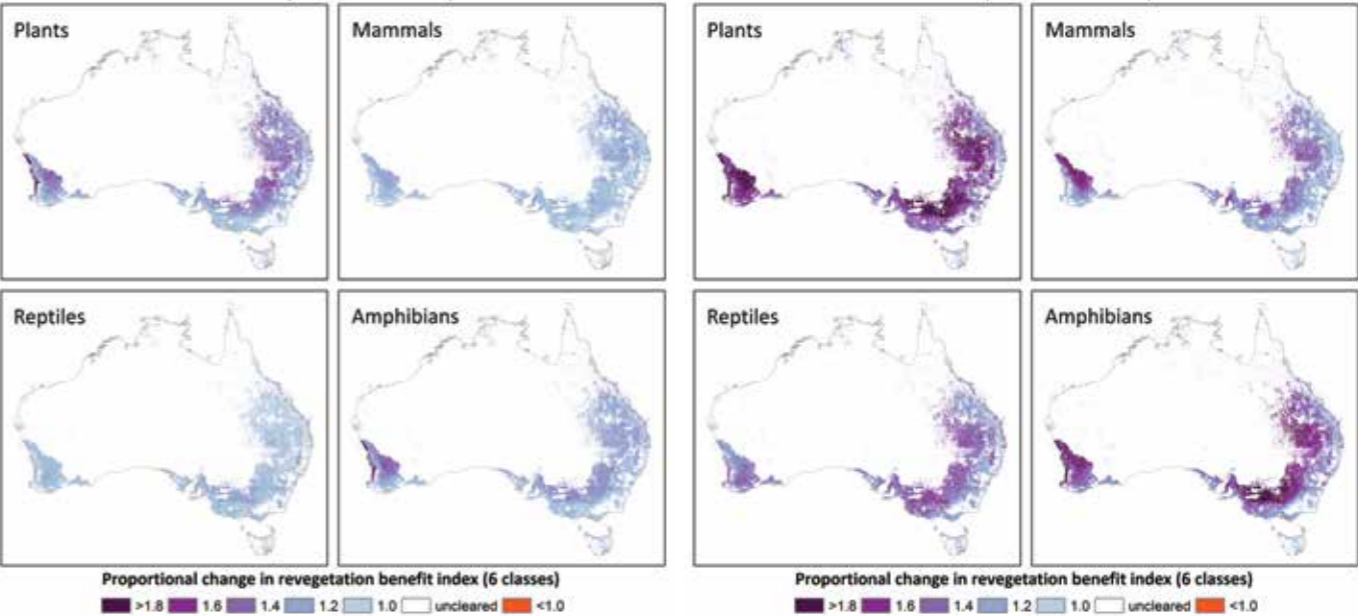 Plants
Mammals
Plants
Mammals
Reptiles
Amphibians
Reptiles
Amphibians
Proportional change in revegetation benefit index (6 classes)
>1.8 1.6 1.4 1.2 1.0 uncleared <1.0
Proportional change in revegetation benefit index (6 classes)
>1.8 1.6 1.4 1.2 1.0 uncleared <1.0